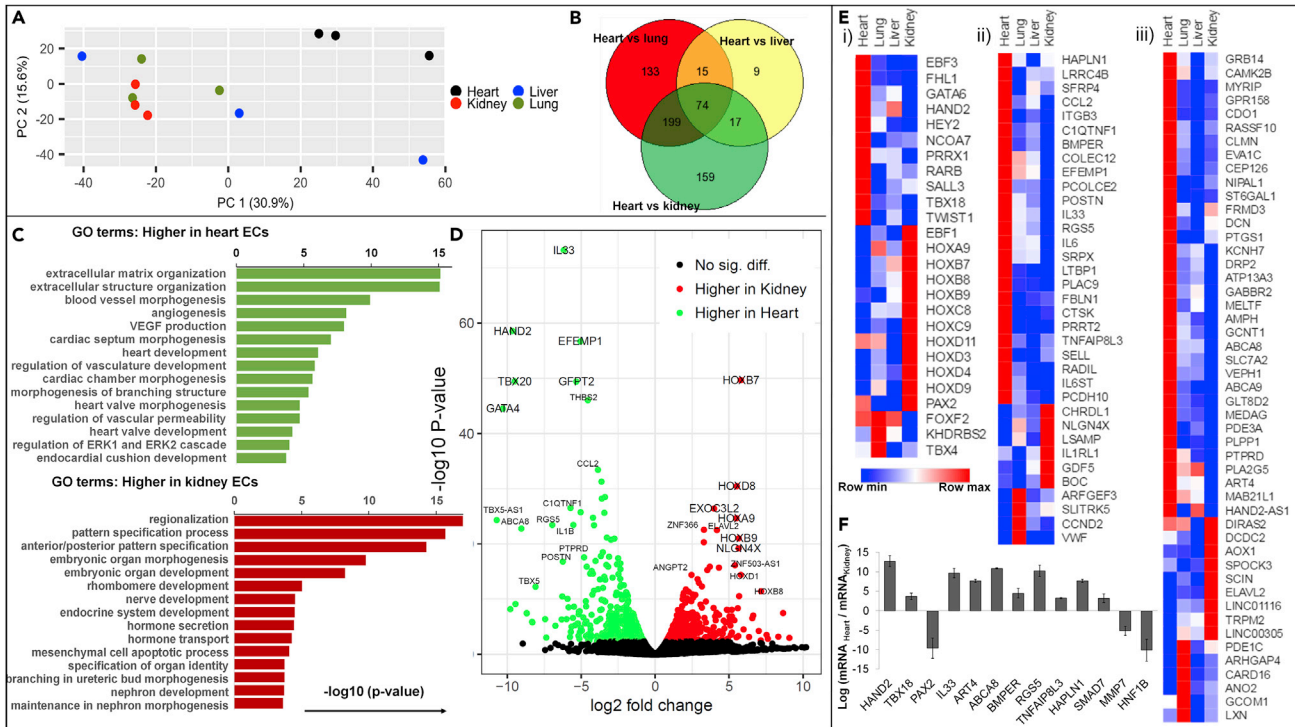 A
PC 2 (15.6%)
20
0
-20
-40
-40
-20
0
20
40
60
PC 1 (30.9%)
Heart
Liver
Kidney
Lung
B
Heart vs lung
Heart vs liver
133
15
9
74
199
17
159
Heart vs kidney
C
GO terms: Higher in heart ECs
0
5
10
15
extracellular matrix organization
extracellular structure organization
blood vessel morphogenesis
angiogenesis
VEGF production
cardiac septum morphogenesis
heart development
regulation of vasculature development
cardiac chamber morphogenesis
morphogenesis of branching structure
heart valve morphogenesis
regulation of vascular permeability
heart valve development
regulation of ERK1 and ERK2 cascade
endocardial cushion development
GO terms: Higher in kidney ECs
0
5
10
15
regionalization
pattern specification process
anterior/posterior pattern specification
embryonic organ morphogenesis
embryonic organ development
rhombomere development
nerve development
endocrine system development
hormone secretion
hormone transport
mesenchymal cell apoptotic process
specification of organ identity
branching in ureteric bud morphogenesis
nephron development
maintenance in nephron morphogenesis
-log10 (p-value)
D
No sig. diff.
Higher in Kidney
Higher in Heart
IL33
HAND2
EFEMP1
TBX20
GFPT2
THBS2
GATA4
HOXB7
CCL2
HOXD8
C1QTNF1
EXOC3L2
TBX5-AS1
ABCA8
RGS5
IL1B
HOXA9
ZNF366
ELAVL2
HOXB9
NLGN4X
PTPRD
POSTN
ANGPT2
ZNF503-AS1
HOXD1
TBX5
HOXB8
60
40
-log10 P-value
−10
−5
0
5
10
log2 fold change
E
i)
Heart
Lung
Liver
Kidney
EBF3
FHL1
GATA6
HAND2
HEY2
NCOA7
PRRX1
RARB
SALL3
TBX18
TWIST1
EBF1
HOXA9
HOXB7
HOXB8
HOXB9
HOXC8
HOXC9
HOXD11
HOXD3
HOXD4
HOXD9
PAX2
FOXF2
KHDRBS2
TBX4
Row min
Row max
ii)
Heart
Lung
Liver
Kidney
HAPLN1
LRRC4B
SFRP4
CCL2
ITGB3
C1QTNF1
BMPER
COLEC12
EFEMP1
PCOLCE2
POSTN
IL33
RGS5
IL6
SRPX
LTBP1
PLAC9
FBLN1
CTSK
PRRT2
TNFAIP8L3
SELL
RADIL
IL6ST
PCDH10
CHRDL1
NLGN4X
LSAMP
IL1RL1
GDF5
BOC
ARFGEF3
SLITRK5
CCND2
VWF
iii)
Heart
Lung
Liver
Kidney
GRB14
CAMK2B
MYRIP
GPR158
CDO1
RASSF10
CLMN
EVA1C
CEP126
NIPAL1
ST6GAL1
FRMD3
DCN
PTGS1
KCNH7
DRP2
ATP13A3
GABBR2
MELTF
AMPH
GCNT1
ABCA8
SLC7A2
VEPH1
ABCA9
GLT8D2
MEDAG
PDE3A
PLPP1
PTPRD
PLA2G5
ART4
MAB21L1
HAND2-AS1
DIRAS2
DCDC2
AOX1
SPOCK3
SCIN
ELAVL2
LINC01116
TRPM2
LINC00305
PDE1C
ARHGAP4
CARD16
ANO2
GCOM1
LXN
F
Log (mRNA Heart / mRNA Kidney)
15
10
5
0
-5
-10
-15
HAND2
TBX18
PAX2
IL33
ART4
ABCA8
BMPER
RGS5
TNFAIP8L3
HAPLN1
SMAD7
MMP7
HNF1B